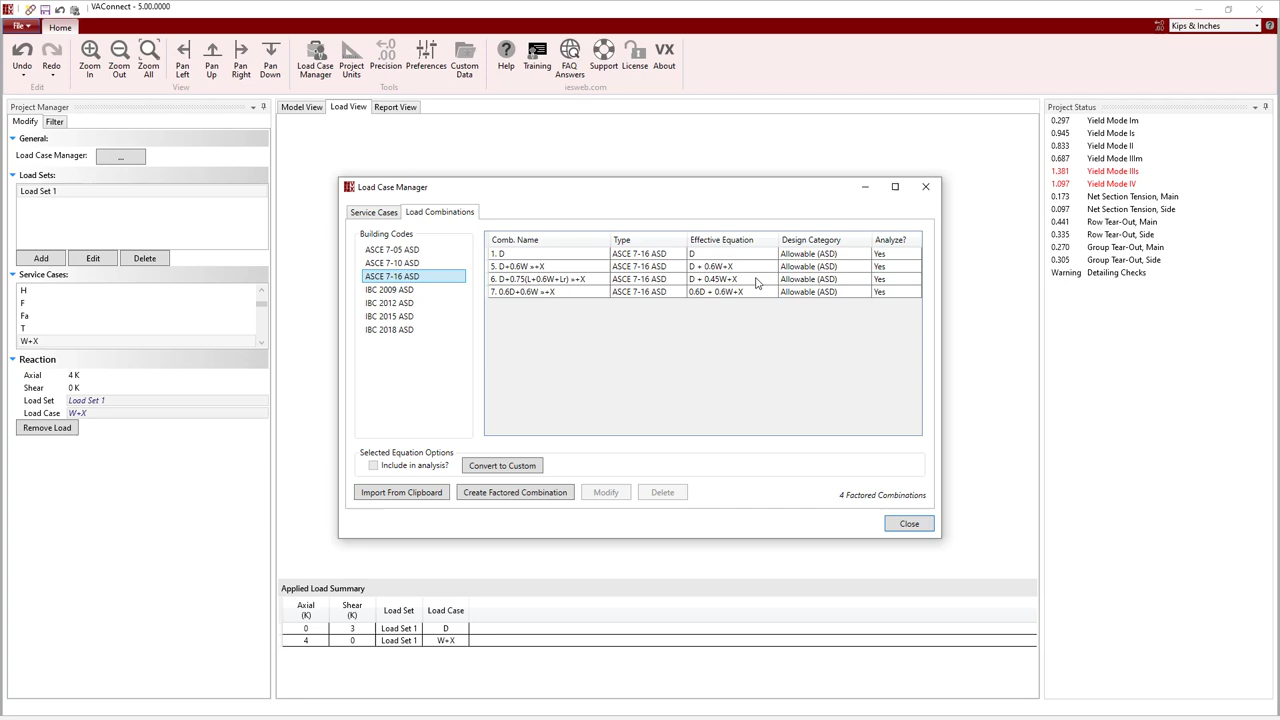 VAConnect - 5.00.0000
File
Home
Kips & Inches
Undo
Redo
Zoom In
Zoom Out
Zoom All
Pan Left
Pan Up
Pan Right
Pan Down
Load Case Manager
Project Units
Precision
Preferences
Custom Data
Help
Training
FAQ Answers
Support
License
VX
About
Edit
View
Tools
iesweb.com
Project Manager
Modify
Filter
General:
Load Case Manager:
...
Load Sets:
Load Set 1
Add
Edit
Delete
Service Cases:
H
F
Fa
T
W+X
Reaction
Axial 4 K
Shear 0 K
Load Set Load Set 1
Load Case W+X
Remove Load
Model View
Load View
Report View
Load Case Manager
Service Cases
Load Combinations
Building Codes
ASCE 7-05 ASD
ASCE 7-10 ASD
ASCE 7-16 ASD
IBC 2009 ASD
IBC 2012 ASD
IBC 2015 ASD
IBC 2018 ASD
Comb. Name Type Effective Equation Design Category Analyze?
1. D ASCE 7-16 ASD D Allowable (ASD) Yes
5. D+0.6W »+X ASCE 7-16 ASD D + 0.6W+X Allowable (ASD) Yes
6. D+0.75(L+0.6W+Lr) »+X ASCE 7-16 ASD D + 0.45W+X Allowable (ASD) Yes
7. 0.6D+0.6W »+X ASCE 7-16 ASD 0.6D + 0.6W+X Allowable (ASD) Yes
Selected Equation Options
Include in analysis?
Convert to Custom
Import From Clipboard
Create Factored Combination
Modify
Delete
4 Factored Combinations
Close
Applied Load Summary
Axial (K) Shear (K) Load Set Load Case
0 3 Load Set 1 D
4 0 Load Set 1 W+X
Project Status
0.297 Yield Mode Im
0.945 Yield Mode Is
0.833 Yield Mode II
0.687 Yield Mode IIIm
1.381 Yield Mode IIIs
1.097 Yield Mode IV
0.173 Net Section Tension, Main
0.097 Net Section Tension, Side
0.441 Row Tear-Out, Main
0.335 Row Tear-Out, Side
0.270 Group Tear-Out, Main
0.305 Group Tear-Out, Side
Warning Detailing Checks